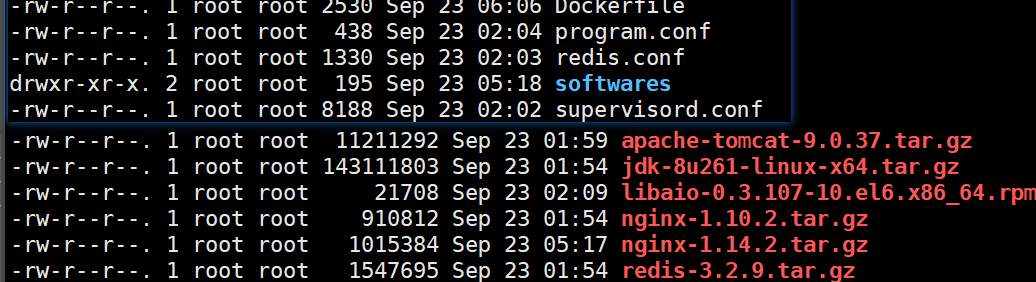 -rw-r--r--. 1 root root 2530 Sep 23 06:06 Dockerfile
-rw-r--r--. 1 root root  438 Sep 23 02:04 program.conf
-rw-r--r--. 1 root root 1330 Sep 23 02:03 redis.conf
drwxr-xr-x. 2 root root  195 Sep 23 05:18 softwares
-rw-r--r--. 1 root root 8188 Sep 23 02:02 supervisord.conf
-rw-r--r--. 1 root root  11211292 Sep 23 01:59 apache-tomcat-9.0.37.tar.gz
-rw-r--r--. 1 root root 143111803 Sep 23 01:54 jdk-8u261-linux-x64.tar.gz
-rw-r--r--. 1 root root     21708 Sep 23 02:09 libaio-0.3.107-10.el6.x86_64.rpm
-rw-r--r--. 1 root root    910812 Sep 23 01:54 nginx-1.10.2.tar.gz
-rw-r--r--. 1 root root   1015384 Sep 23 05:17 nginx-1.14.2.tar.gz
-rw-r--r--. 1 root root   1547695 Sep 23 01:54 redis-3.2.9.tar.gz